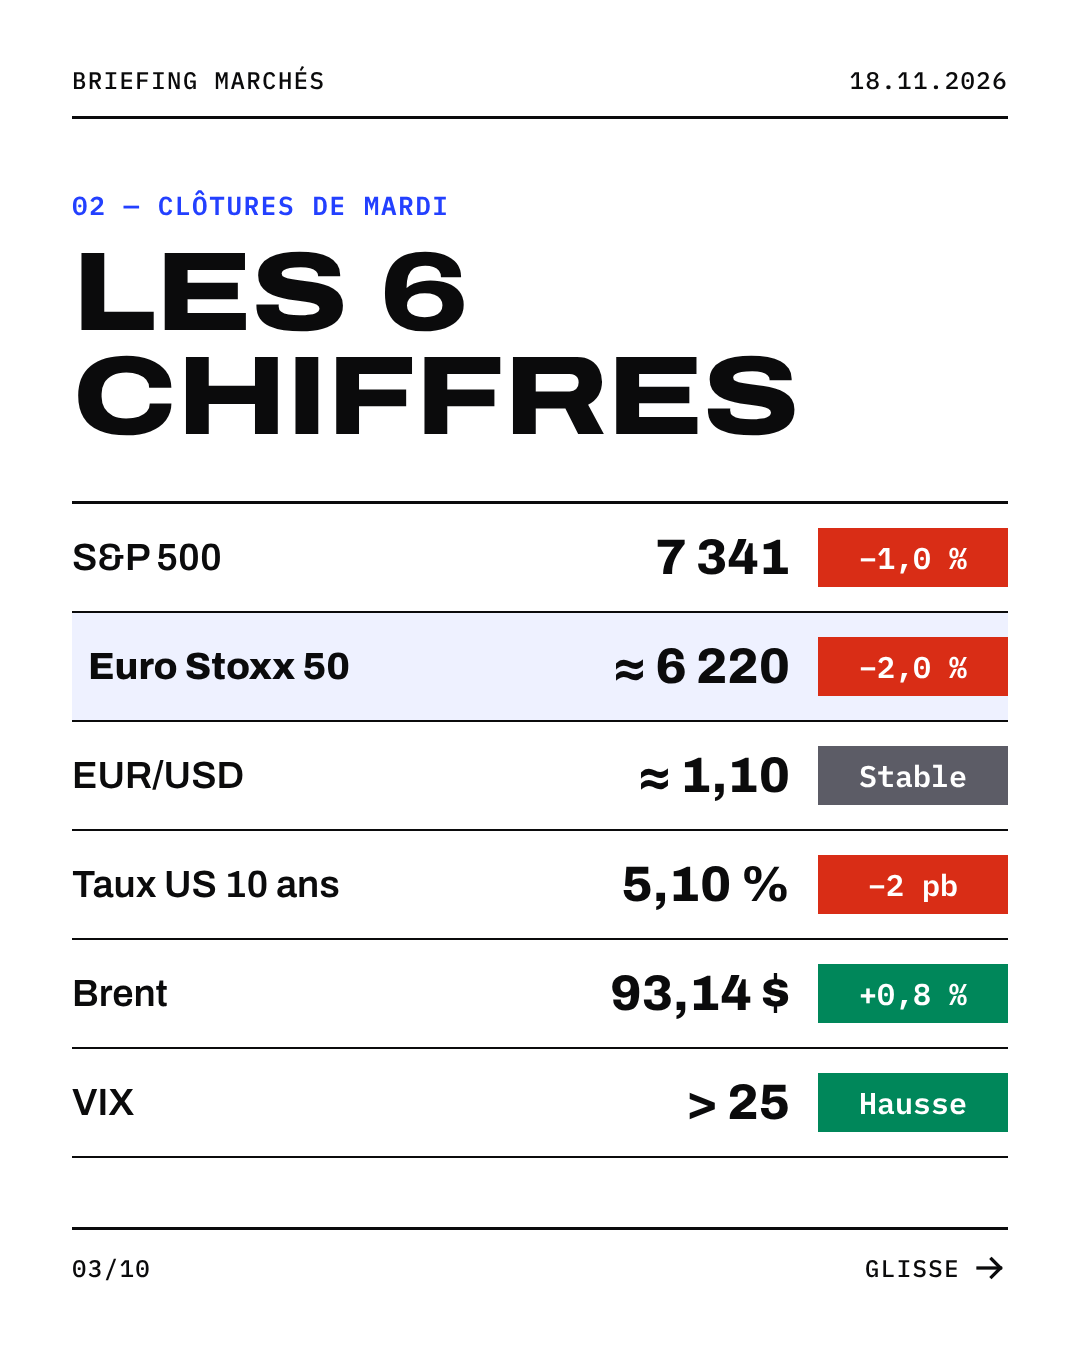 BRIEFING MARCHÉS 18.11.2026
02 — CLÔTURES DE MARDI
LES 6
CHIFFRES
S&P 500 7 341 −1,0 %
Euro Stoxx 50 ≈ 6 220 −2,0 %
EUR/USD ≈ 1,10 Stable
Taux US 10 ans 5,10 % −2 pb
Brent 93,14 $ +0,8 %
VIX > 25 Hausse
03/10 GLISSE →